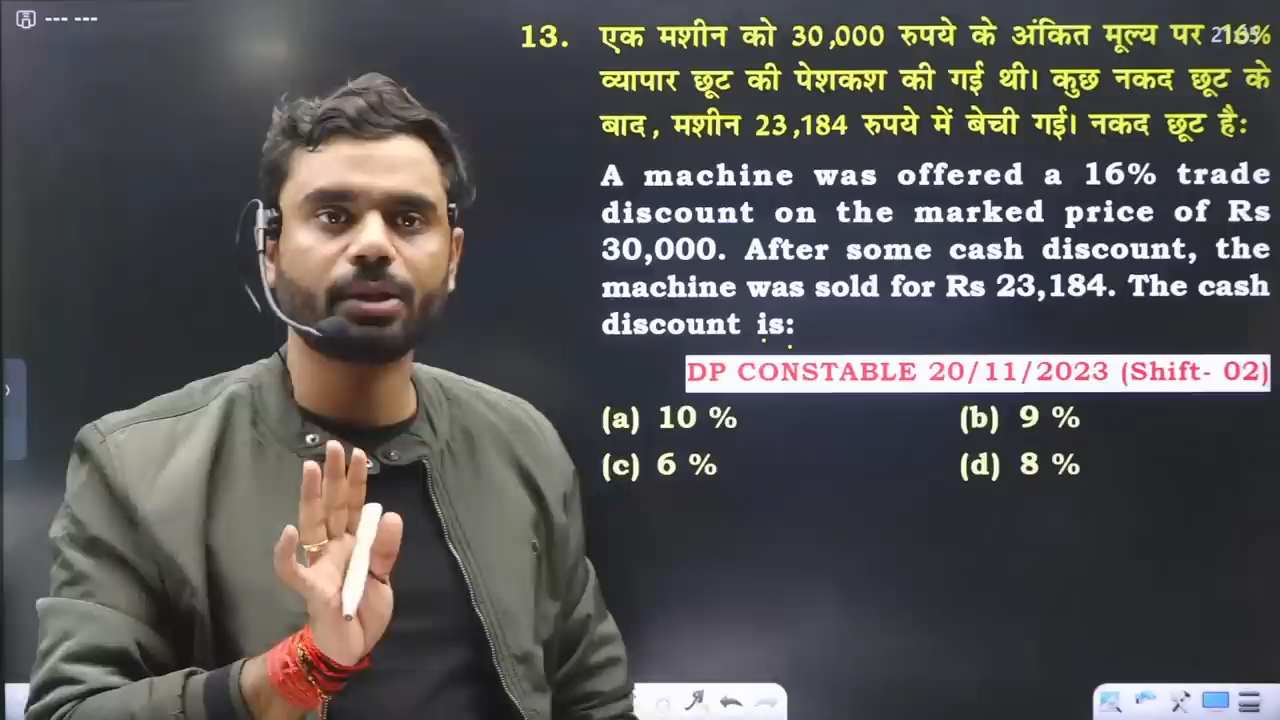 13. एक मशीन को 30,000 रुपये के अंकित मूल्य पर 16%
व्यापार छूट की पेशकश की गई थी। कुछ नकद छूट के
बाद, मशीन 23,184 रुपये में बेची गई। नकद छूट है:
A machine was offered a 16% trade
discount on the marked price of Rs
30,000. After some cash discount, the
machine was sold for Rs 23,184. The cash
discount is:
DP CONSTABLE 20/11/2023 (Shift- 02)
(a) 10 % (b) 9 %
(c) 6 % (d) 8 %